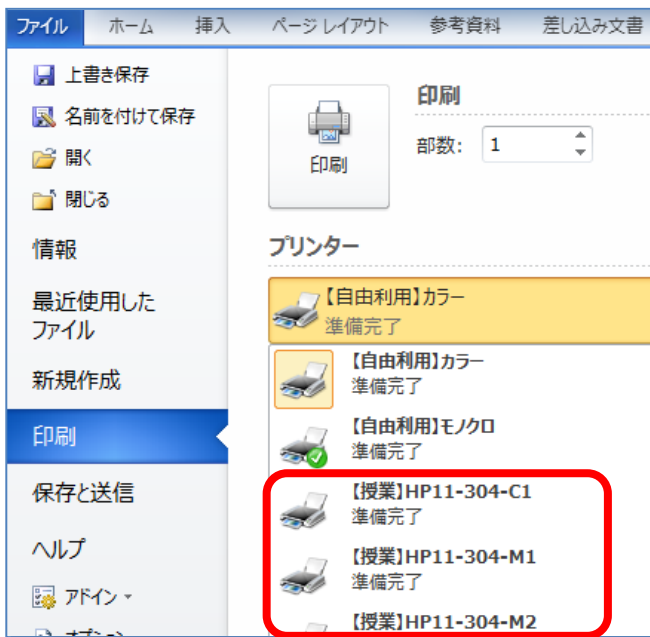 ファイル ホーム 挿入 ページ レイアウト 参考資料 差し込み文書
上書き保存
名前を付けて保存
開く
閉じる
情報
最近使用した
ファイル
新規作成
印刷
保存と送信
ヘルプ
アドイン
オプション
印刷
印刷
部数: 1
プリンター
【自由利用】カラー
準備完了
【自由利用】カラー
準備完了
【自由利用】モノクロ
準備完了
【授業】HP11-304-C1
準備完了
【授業】HP11-304-M1
準備完了
【授業】HP11-304-M2